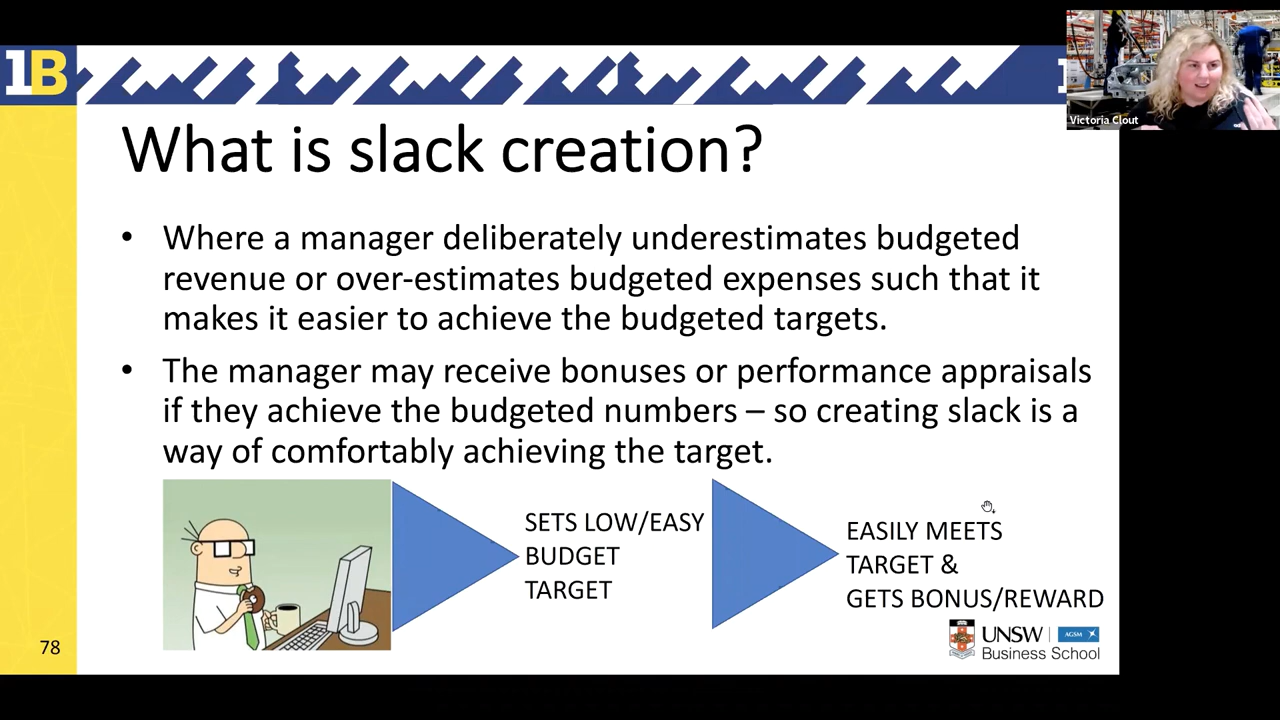 1B
Victoria Clout
What is slack creation?
• Where a manager deliberately underestimates budgeted
revenue or over-estimates budgeted expenses such that it
makes it easier to achieve the budgeted targets.
• The manager may receive bonuses or performance appraisals
if they achieve the budgeted numbers – so creating slack is a
way of comfortably achieving the target.
SETS LOW/EASY
BUDGET
TARGET
EASILY MEETS
TARGET &
GETS BONUS/REWARD
78
UNSW
AGSM
Business School